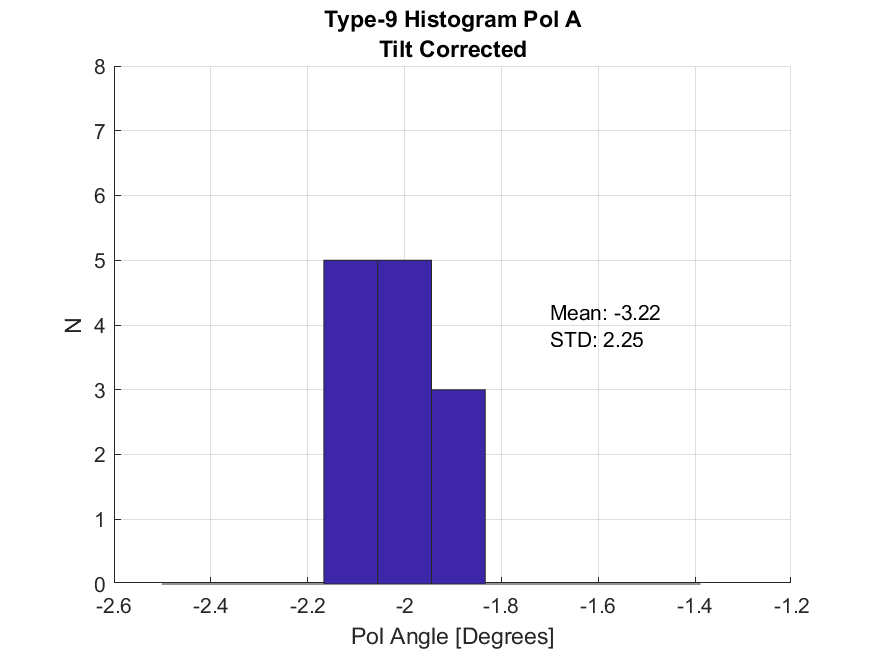 Type-9 Histogram Pol A
Tilt Corrected
8
7
6
5
4
3
2
1
0
N
Mean: -3.22
STD: 2.25
-2.6 -2.4 -2.2 -2 -1.8 -1.6 -1.4 -1.2
Pol Angle [Degrees]